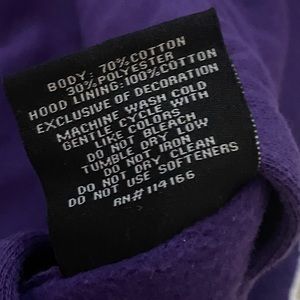 BODY: 70%COTTON
30%POLYESTER
HOOD LINING:100%COTTON
EXCLUSIVE OF DECORATION
MACHINE WASH COLD
GENTLE CYCLE WITH
LIKE COLORS
DO NOT BLEACH
TUMBLE DRY LOW
DO NOT IRON
DO NOT DRY CLEAN
DO NOT USE SOFTENERS
RN#114166